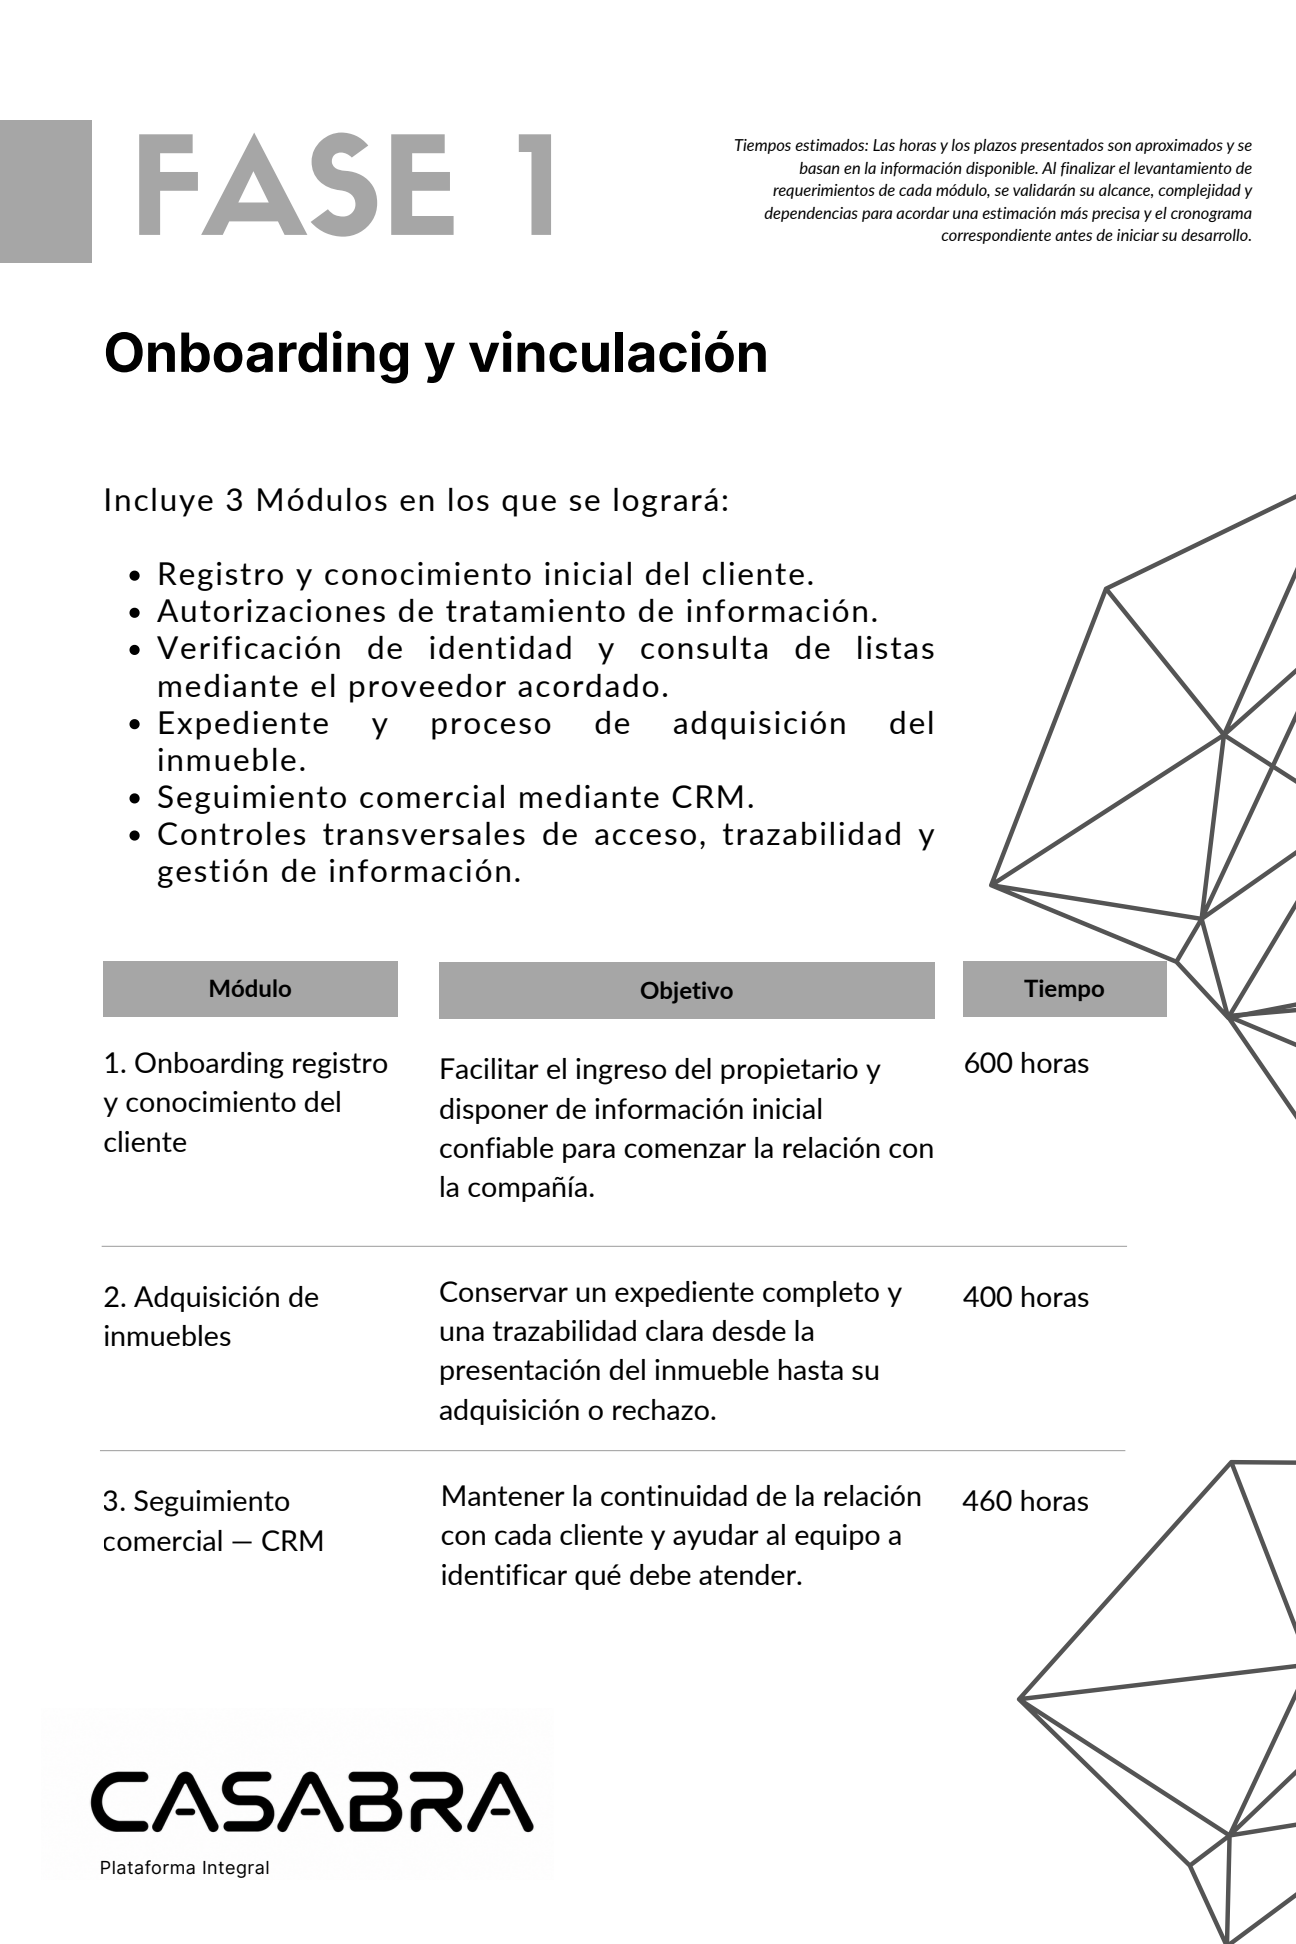 FASE 1
Tiempos estimados: Las horas y los plazos presentados son aproximados y se
basan en la información disponible. Al finalizar el levantamiento de
requerimientos de cada módulo, se validarán su alcance, complejidad y
dependencias para acordar una estimación más precisa y el cronograma
correspondiente antes de iniciar su desarrollo.
Onboarding y vinculación
Incluye 3 Módulos en los que se logrará:
• Registro y conocimiento inicial del cliente.
• Autorizaciones de tratamiento de información.
• Verificación de identidad y consulta de listas
mediante el proveedor acordado.
• Expediente y proceso de adquisición del
inmueble.
• Seguimiento comercial mediante CRM.
• Controles transversales de acceso, trazabilidad y
gestión de información.
Módulo
Objetivo
Tiempo
1. Onboarding registro
y conocimiento del
cliente
Facilitar el ingreso del propietario y
disponer de información inicial
confiable para comenzar la relación con
la compañía.
600 horas
2. Adquisición de
inmuebles
Conservar un expediente completo y
una trazabilidad clara desde la
presentación del inmueble hasta su
adquisición o rechazo.
400 horas
3. Seguimiento
comercial — CRM
Mantener la continuidad de la relación
con cada cliente y ayudar al equipo a
identificar qué debe atender.
460 horas
CASABRA
Plataforma Integral